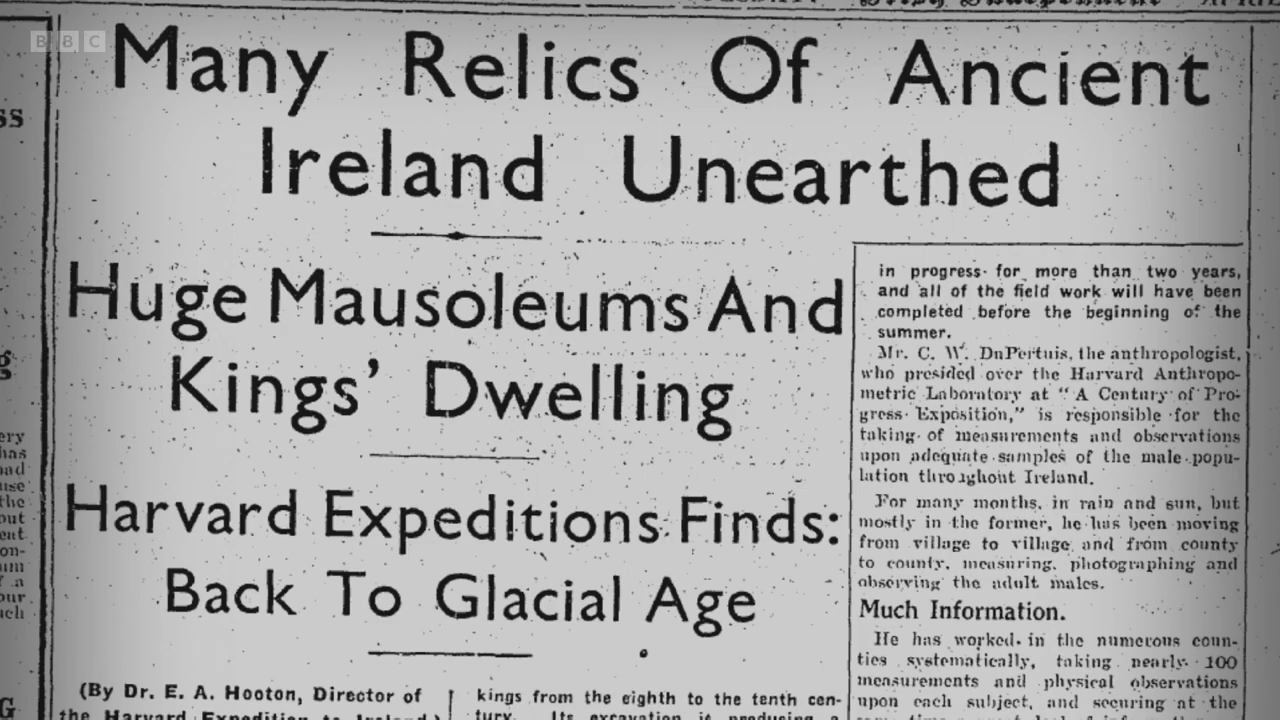 BBC
Many Relics Of Ancient
Ireland Unearthed
Huge Mausoleums And
Kings' Dwelling
Harvard Expeditions Finds:
Back To Glacial Age
(By Dr. E. A. Hooton, Director of
the Harvard Expedition to Ireland)
kings from the eighth to the tenth cen-
tury. Its excavation is producing a
in progress for more than two years,
and all of the field work will have been
completed before the beginning of the
summer.
Mr. C. W. DuPertuis, the anthropologist,
who presided over the Harvard Anthropo-
metric Laboratory at "A Century of Pro-
gress Exposition," is responsible for the
taking of measurements and observations
upon adequate samples of the male popu-
lation throughout Ireland.
For many months, in rain and sun, but
mostly in the former, he has been moving
from village to village and from county
to county, measuring, photographing and
observing the adult males.
Much Information.
He has worked in the numerous coun-
ties systematically, taking nearly 100
measurements and physical observations
upon each subject, and securing at the